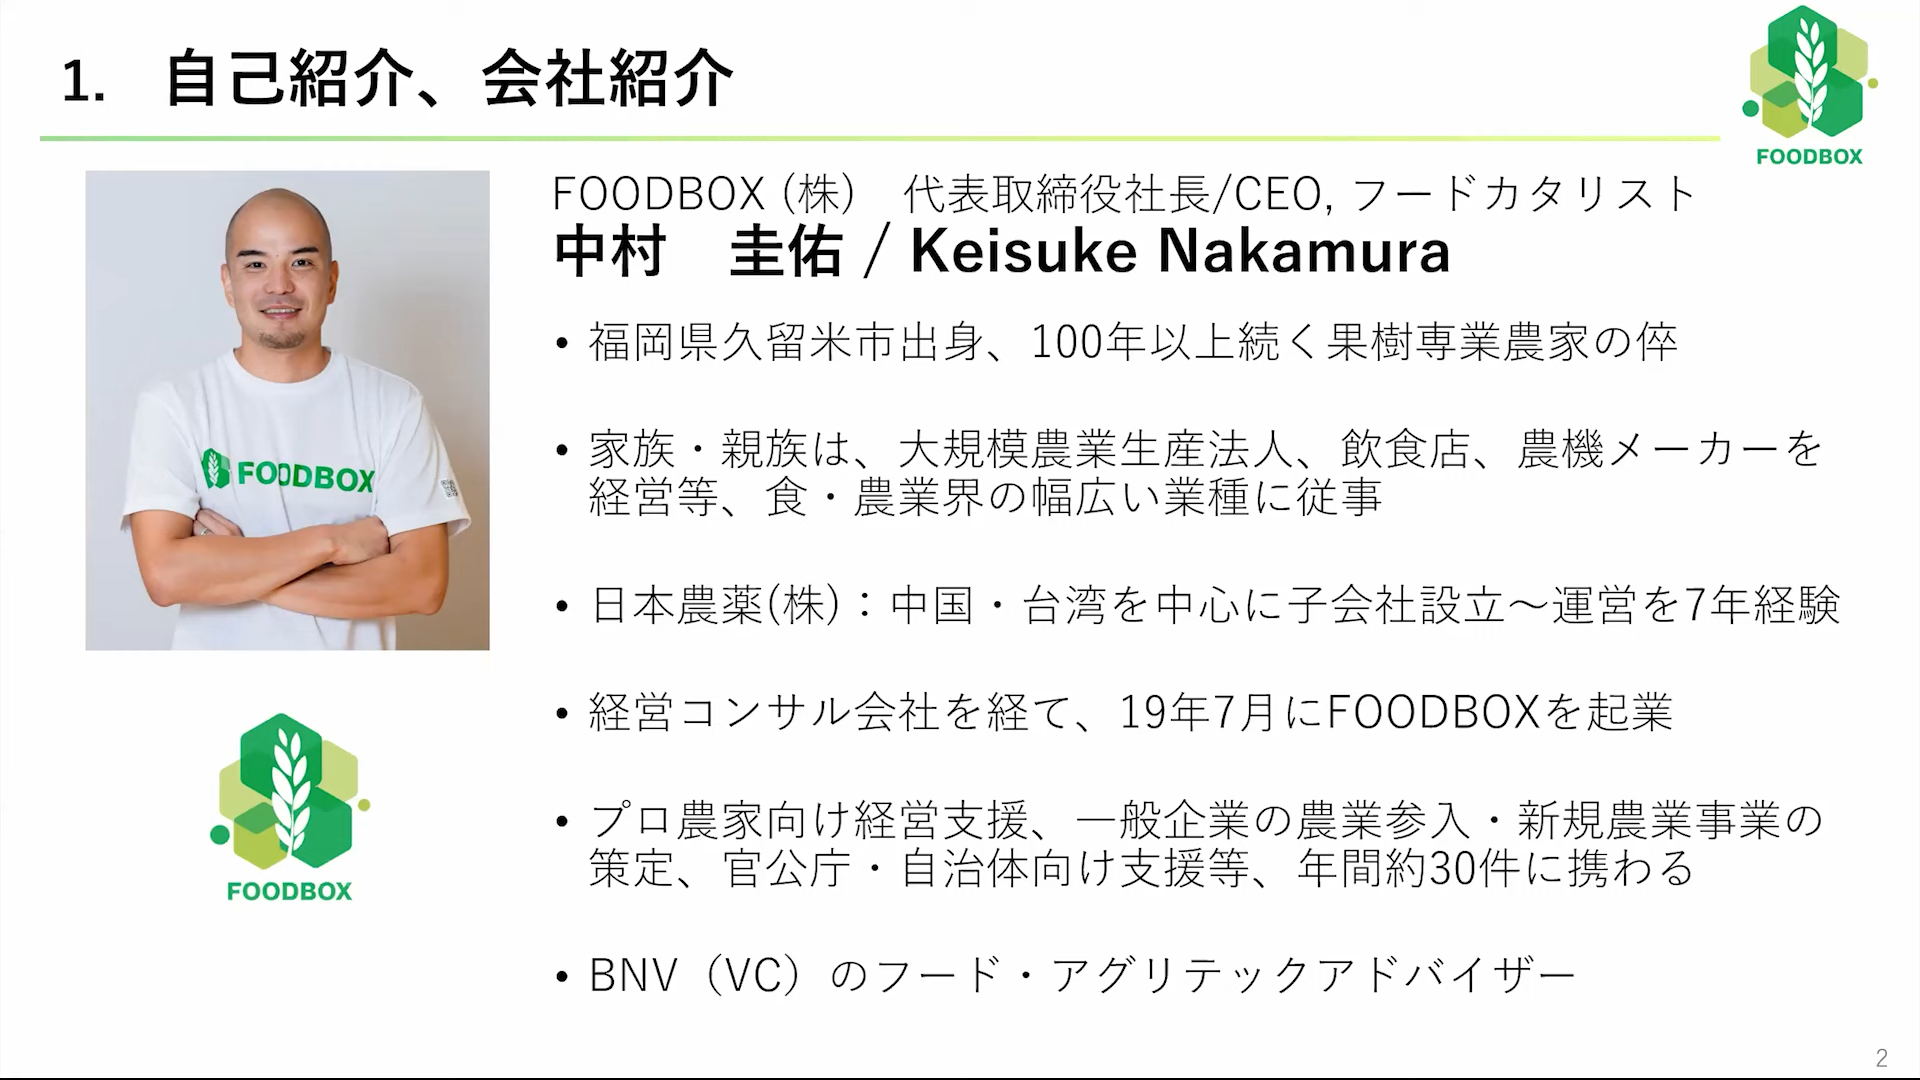 1. 自己紹介、会社紹介
FOODBOX
FOODBOX (株)　代表取締役社長/CEO, フードカタリスト
中村　圭佑 / Keisuke Nakamura
FOODBOX
• 福岡県久留米市出身、100年以上続く果樹専業農家の倅
• 家族・親族は、大規模農業生産法人、飲食店、農機メーカーを
経営等、食・農業界の幅広い業種に従事
• 日本農薬(株)：中国・台湾を中心に子会社設立～運営を7年経験
• 経営コンサル会社を経て、19年7月にFOODBOXを起業
• プロ農家向け経営支援、一般企業の農業参入・新規農業事業の
策定、官公庁・自治体向け支援等、年間約30件に携わる
• BNV（VC）のフード・アグリテックアドバイザー
FOODBOX
2